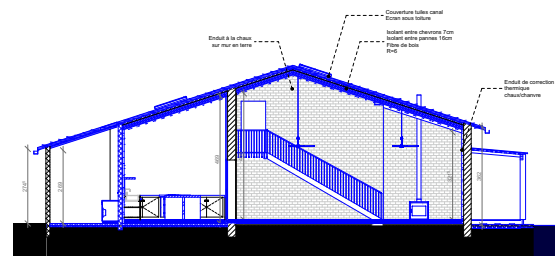 Couverture tuiles canal
Ecran sous toiture
Isolant entre chevrons 7cm
Isolant entre pannes 16cm
Fibre de bois
R=6
Enduit à la chaux
sur mur en terre
Enduit de correction
thermique
chaux/chanvre